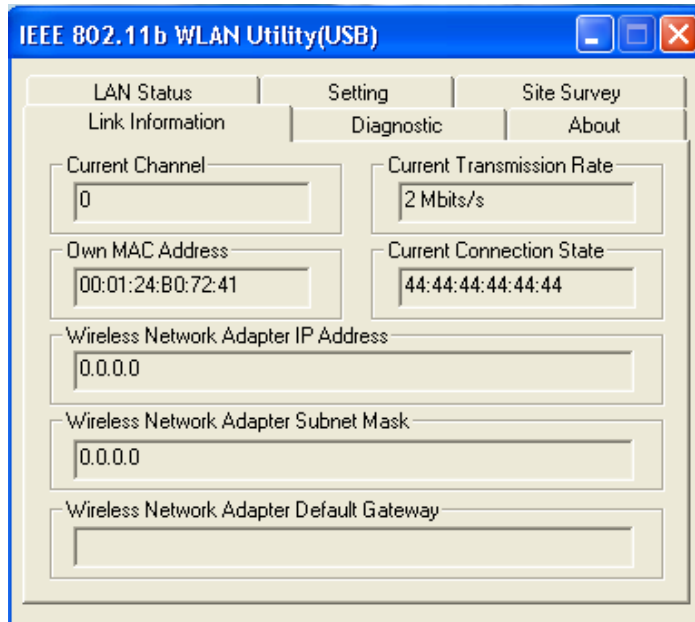 IEEE 802.11b WLAN Utility(USB)
LAN Status Setting Site Survey
Link Information Diagnostic About
Current Channel Current Transmission Rate
0 2 Mbits/s
Own MAC Address Current Connection State
00:01:24:B0:72:41 44:44:44:44:44:44
Wireless Network Adapter IP Address
0.0.0.0
Wireless Network Adapter Subnet Mask
0.0.0.0
Wireless Network Adapter Default Gateway